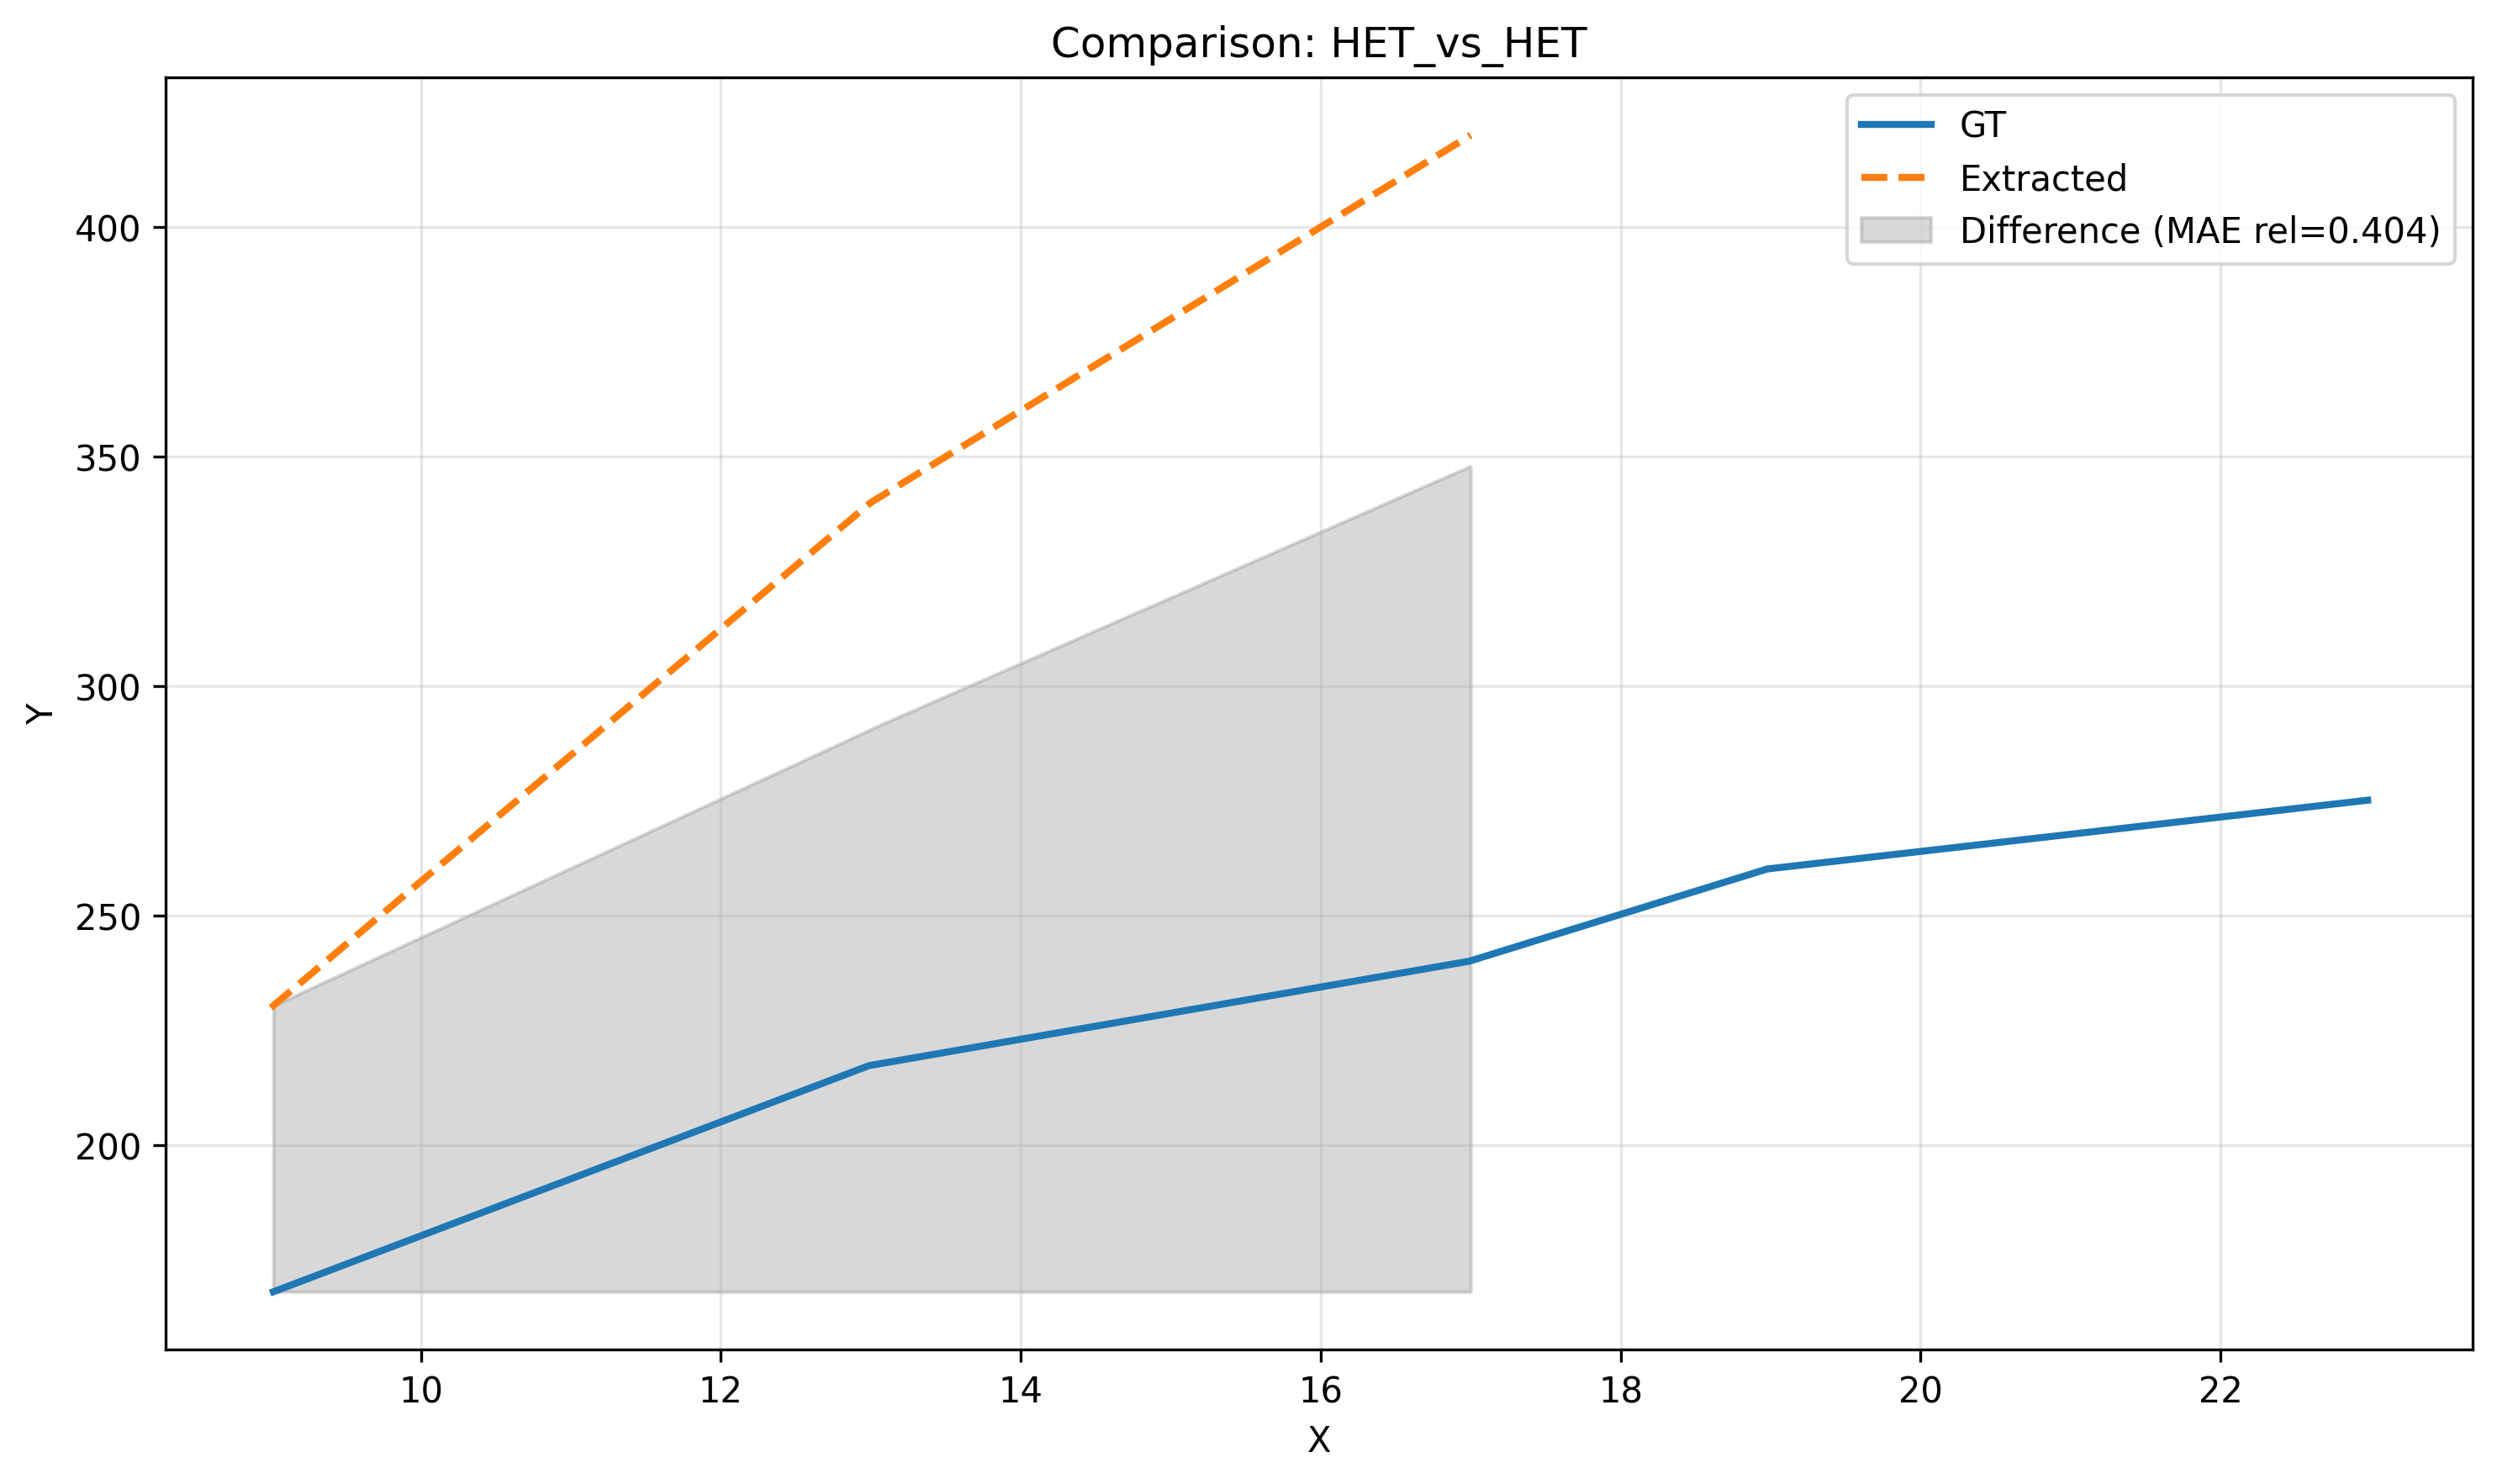 Comparison: HET_vs_HET
GT
Extracted
Difference (MAE rel=0.404)
400
350
300
250
200
Y
10 12 14 16 18 20 22
X